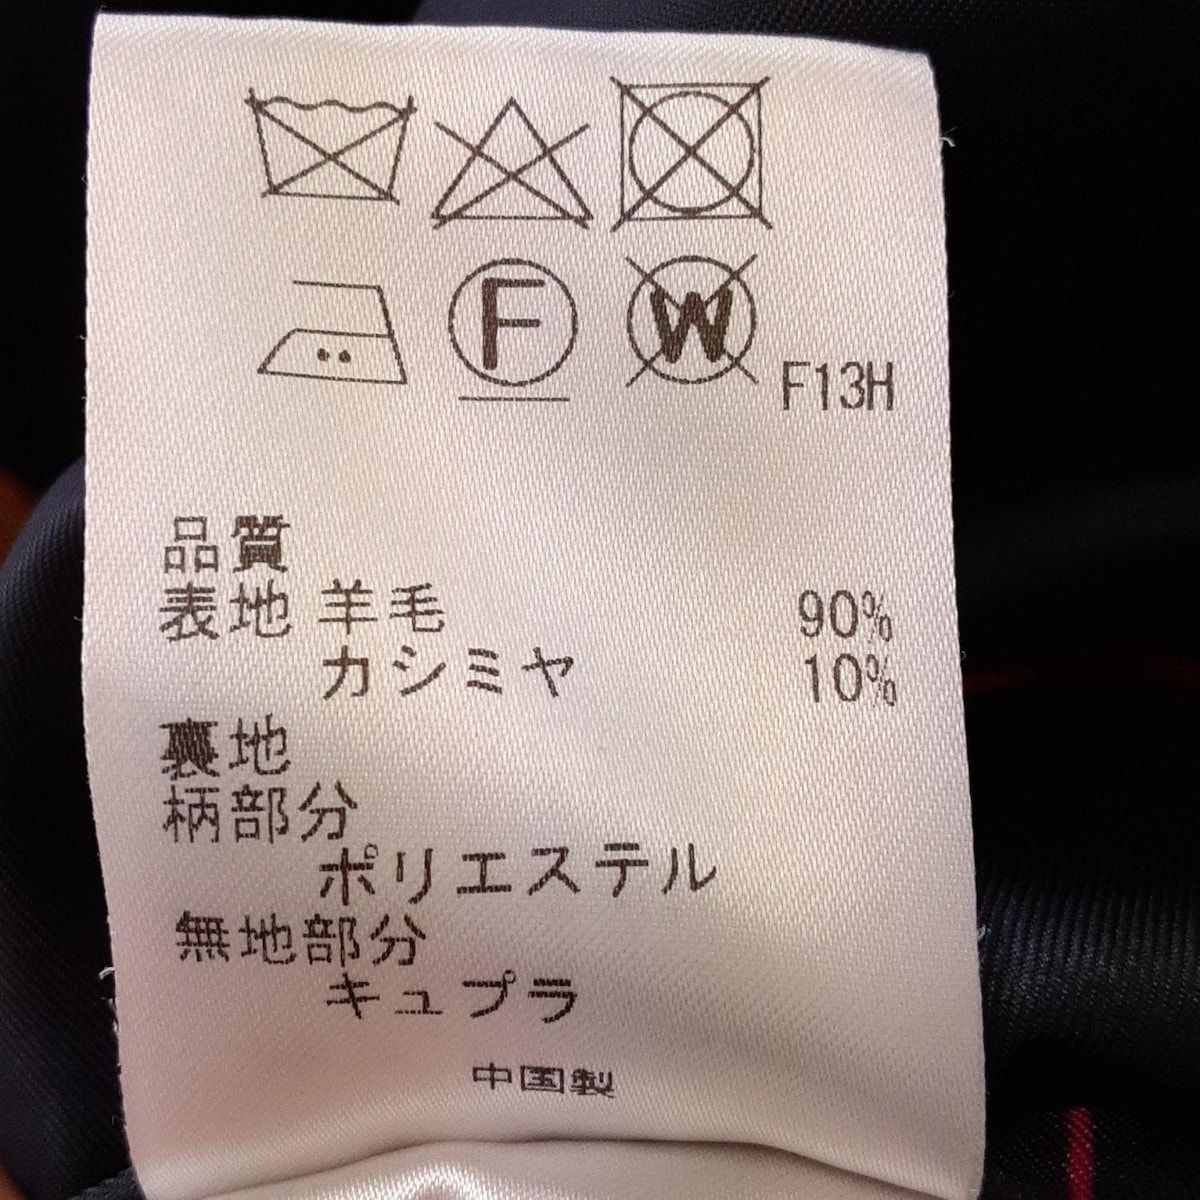 F W F13H
品質
表地 羊毛 90%
カシミヤ 10%
裏地
柄部分
ポリエステル
無地部分
キュプラ
中国製